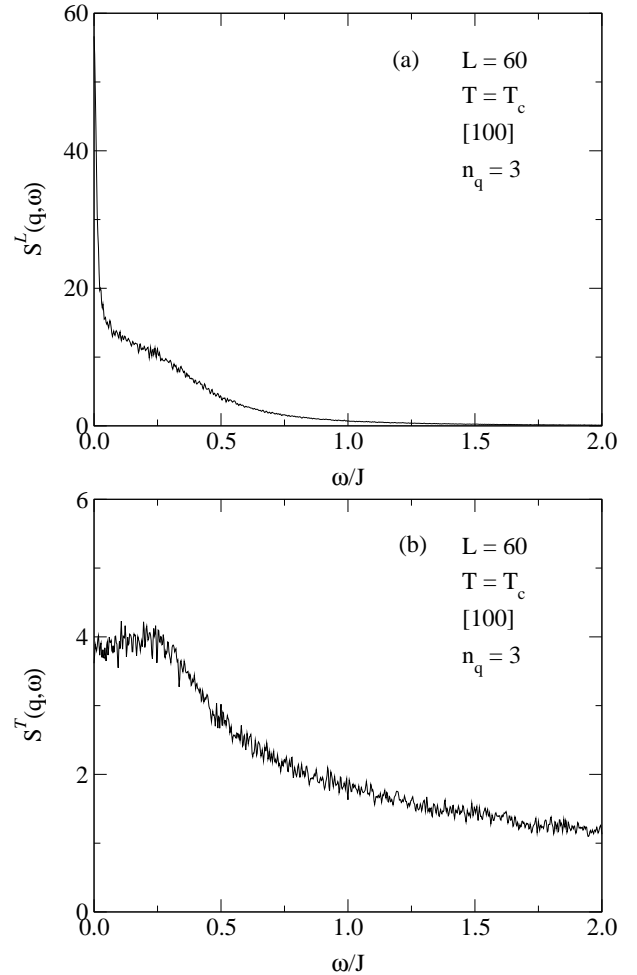 60
40
20
0
0.0 0.5 1.0 1.5 2.0
ω/J
S^L(q,ω)
(a) L = 60
T = T_c
[100]
n_q = 3
6
4
2
0
0.0 0.5 1.0 1.5 2.0
ω/J
S^T(q,ω)
(b) L = 60
T = T_c
[100]
n_q = 3